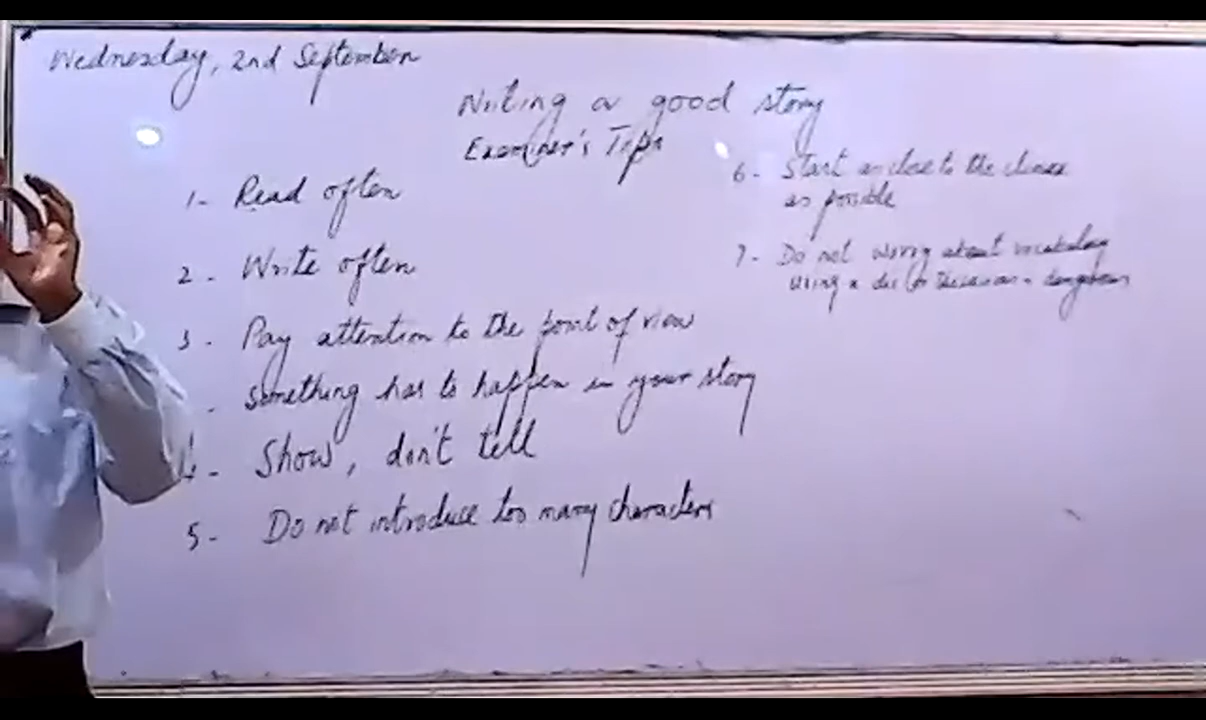 Wednesday, 2nd September
Writing a good story
Examiner's Tips
1- Read often
2- Write often
3- Pay attention to the point of view
- Something has to happen in your story
4- Show, don't tell
5- Do not introduce too many characters
6- Start as close to the climax
as possible
7- Do not worry about vocabulary
using a dangerous